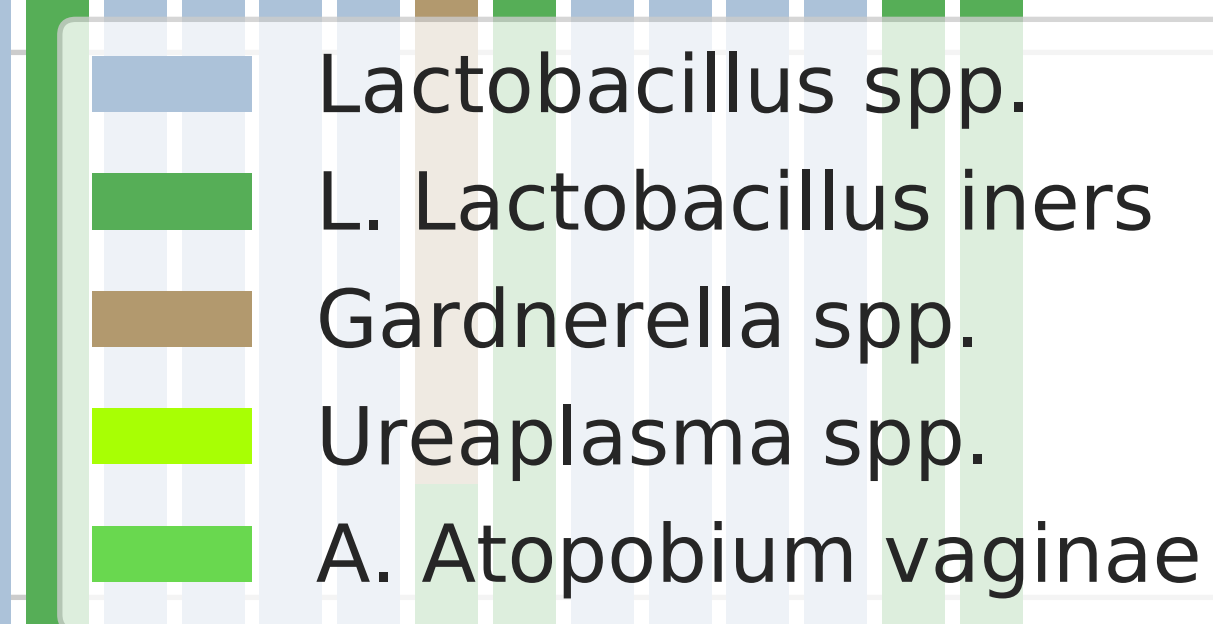 Lactobacillus spp.
L. Lactobacillus iners
Gardnerella spp.
Ureaplasma spp.
A. Atopobium vaginae